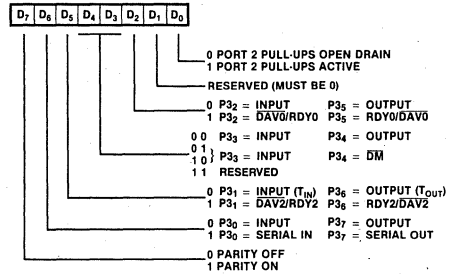 D7 D6 D5 D4 D3 D2 D1 D0
0 PORT 2 PULL-UPS OPEN DRAIN
1 PORT 2 PULL-UPS ACTIVE
RESERVED (MUST BE 0)
0 P32 = INPUT P35 = OUTPUT
1 P32 = DAV0/RDY0 P35 = RDY0/DAV0
0 0 P33 = INPUT P34 = OUTPUT
0 1
1 0 } P33 = INPUT P34 = DM
1 1 RESERVED
0 P31 = INPUT (TIN) P36 = OUTPUT (TOUT)
1 P31 = DAV2/RDY2 P36 = RDY2/DAV2
0 P30 = INPUT P37 = OUTPUT
1 P30 = SERIAL IN P37 = SERIAL OUT
0 PARITY OFF
1 PARITY ON